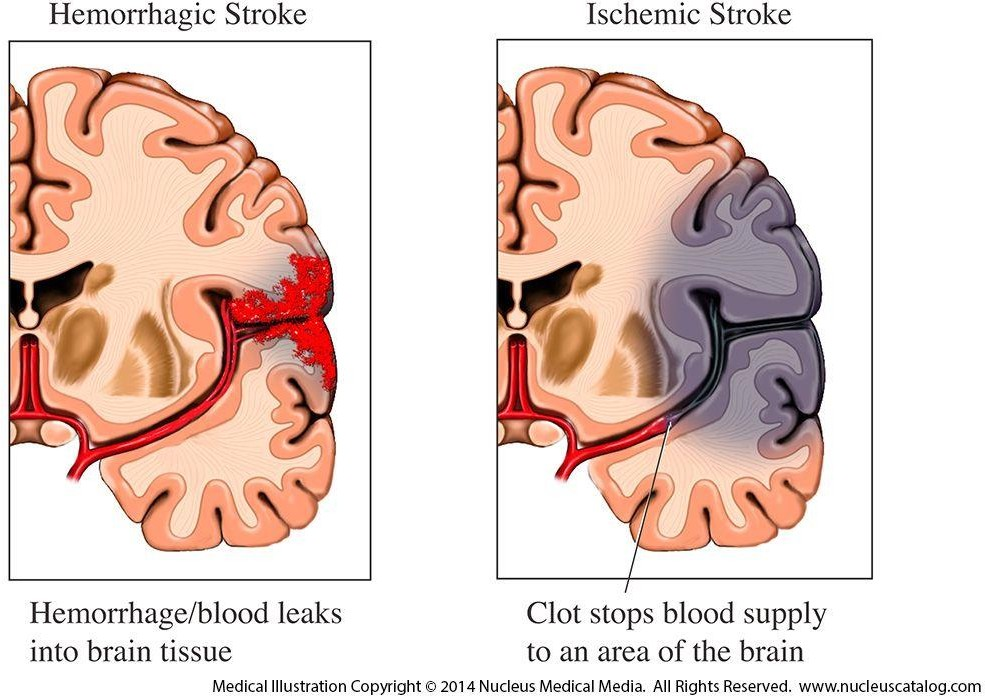 Hemorrhagic Stroke
Ischemic Stroke
Hemorrhage/blood leaks
into brain tissue
Clot stops blood supply
to an area of the brain
Medical Illustration Copyright © 2014 Nucleus Medical Media. All Rights Reserved. www.nucleuscatalog.com